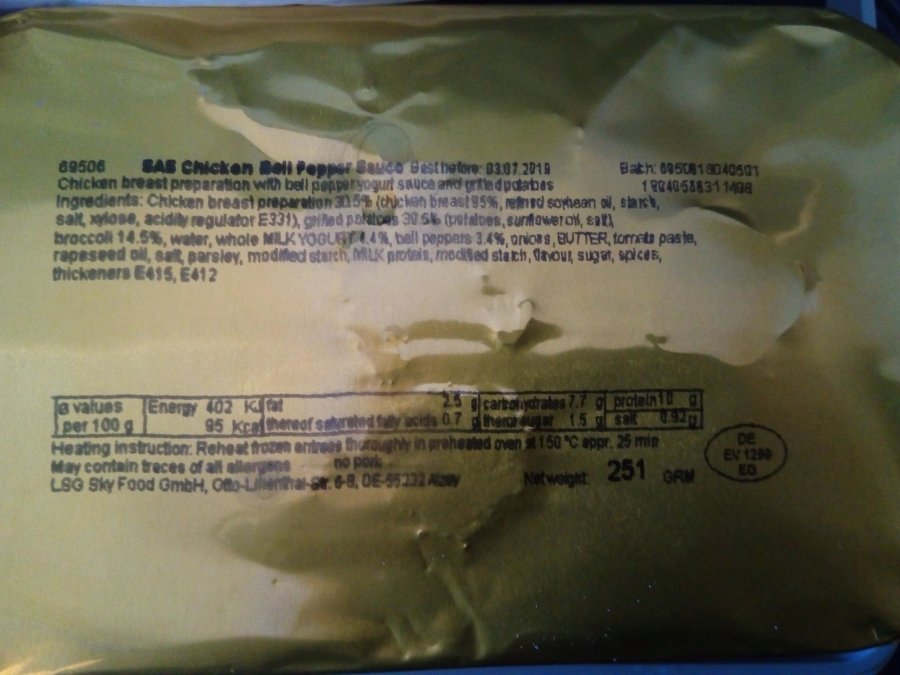 69506 SAS Chicken Bell Pepper Sauce Best before: 03.07.2019 Batch: 6950618040501
Chicken breast preparation with bell pepper yogurt sauce and grilled potatoes 180405
Ingredients: Chicken breast preparation 30.5% (chicken breast 95%, refined soybean oil, starch,
salt, xylose, acidity regulator E331), grilled potatoes 30.5% (potatoes, sunflower oil, salt),
broccoli 14.5%, water, whole MILK YOGURT 4.4%, bell peppers 3.4%, onions, BUTTER, tomato paste,
rapeseed oil, salt, parsley, modified starch, MILK protein, modified starch, flavour, sugar, spices,
thickeners E415, E412
ø values Energy 402 KJ fat 2.5 g carbohydrates 7.7 g protein 10 g
per 100 g 95 Kcal thereof saturated fatty acids 0.7 g thereof sugar 1.5 g salt 0.92 g
Heating instruction: Reheat frozen entrée thoroughly in preheated oven at 150 °C appr. 25 min
May contain traces of all allergens no pork
LSG Sky Food GmbH, Otto-Lilienthal-Str. 6-8, DE-55232 Alzey Net weight: 251 GRM
DE
EV
EG